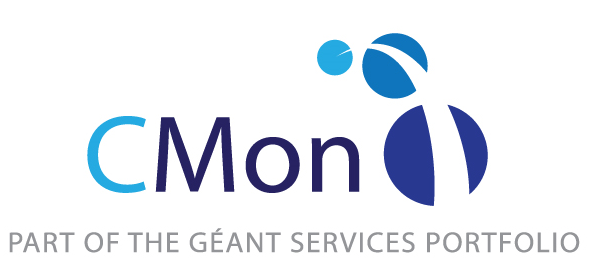 CMon
PART OF THE GÉANT SERVICES PORTFOLIO